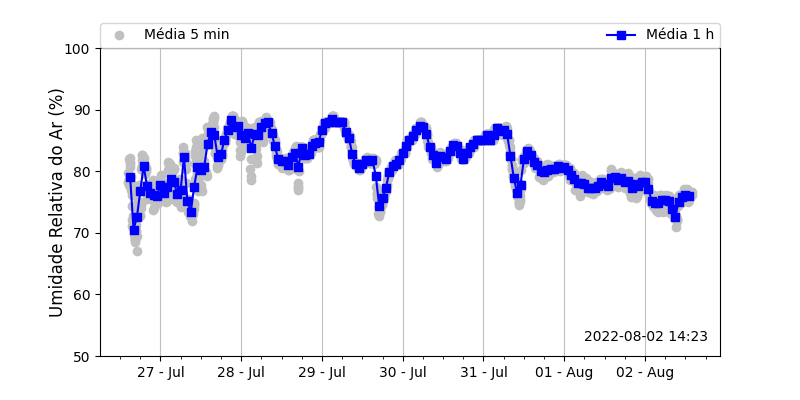 Média 5 min
Média 1 h
Umidade Relativa do Ar (%)
100
90
80
70
60
50
2022-08-02 14:23
27 - Jul
28 - Jul
29 - Jul
30 - Jul
31 - Jul
01 - Aug
02 - Aug